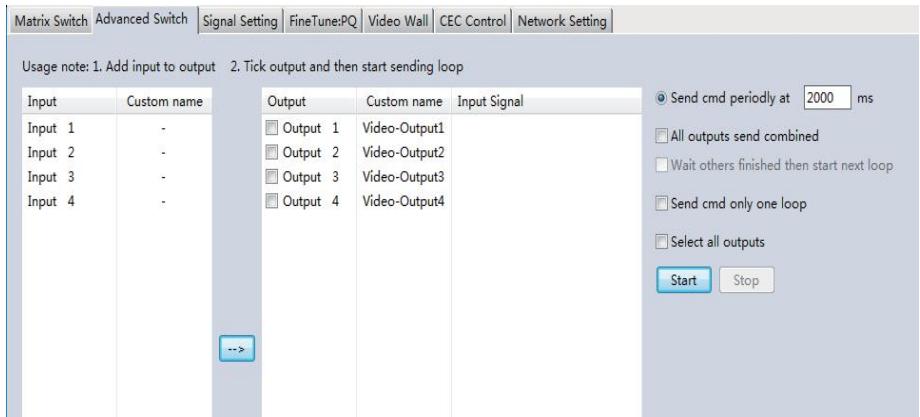 Matrix Switch Advanced Switch Signal Setting FineTune:PQ Video Wall CEC Control Network Setting
Usage note: 1. Add input to output 2. Tick output and then start sending loop
Input Custom name Output Custom name Input Signal
Input 1 - Output 1 Video-Output1
Input 2 - Output 2 Video-Output2
Input 3 - Output 3 Video-Output3
Input 4 - Output 4 Video-Output4
-->
Send cmd periodly at 2000 ms
All outputs send combined
Wait others finished then start next loop
Send cmd only one loop
Select all outputs
Start Stop